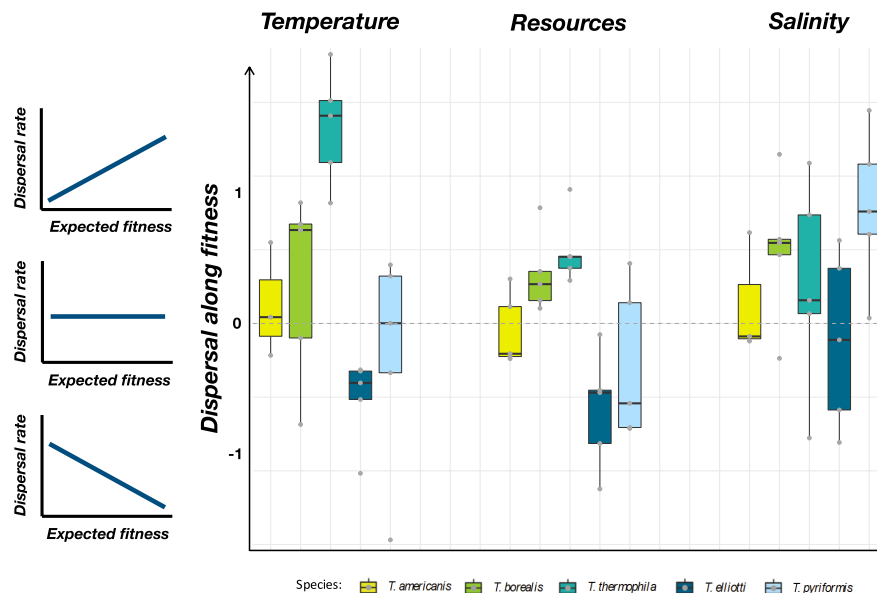 Temperature
Resources
Salinity
Dispersal rate
Expected fitness
Dispersal rate
Expected fitness
Dispersal rate
Expected fitness
Dispersal along fitness
1
0
-1
Species: T. americanis T. borealis T. thermophila T. elliotti T. pyriformis